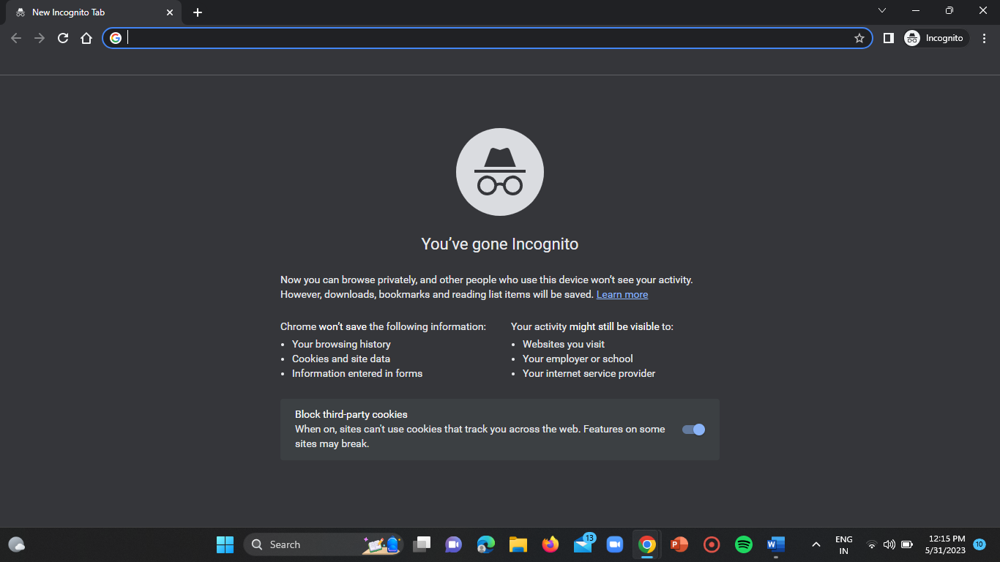 New Incognito Tab
Incognito
You've gone Incognito
Now you can browse privately, and other people who use this device won't see your activity.
However, downloads, bookmarks and reading list items will be saved. Learn more
Chrome won't save the following information:
Your browsing history
Cookies and site data
Information entered in forms
Your activity might still be visible to:
Websites you visit
Your employer or school
Your internet service provider
Block third-party cookies
When on, sites can't use cookies that track you across the web. Features on some
sites may break.
Search
13
P
W
ENG
IN
12:15 PM
5/31/2023
10